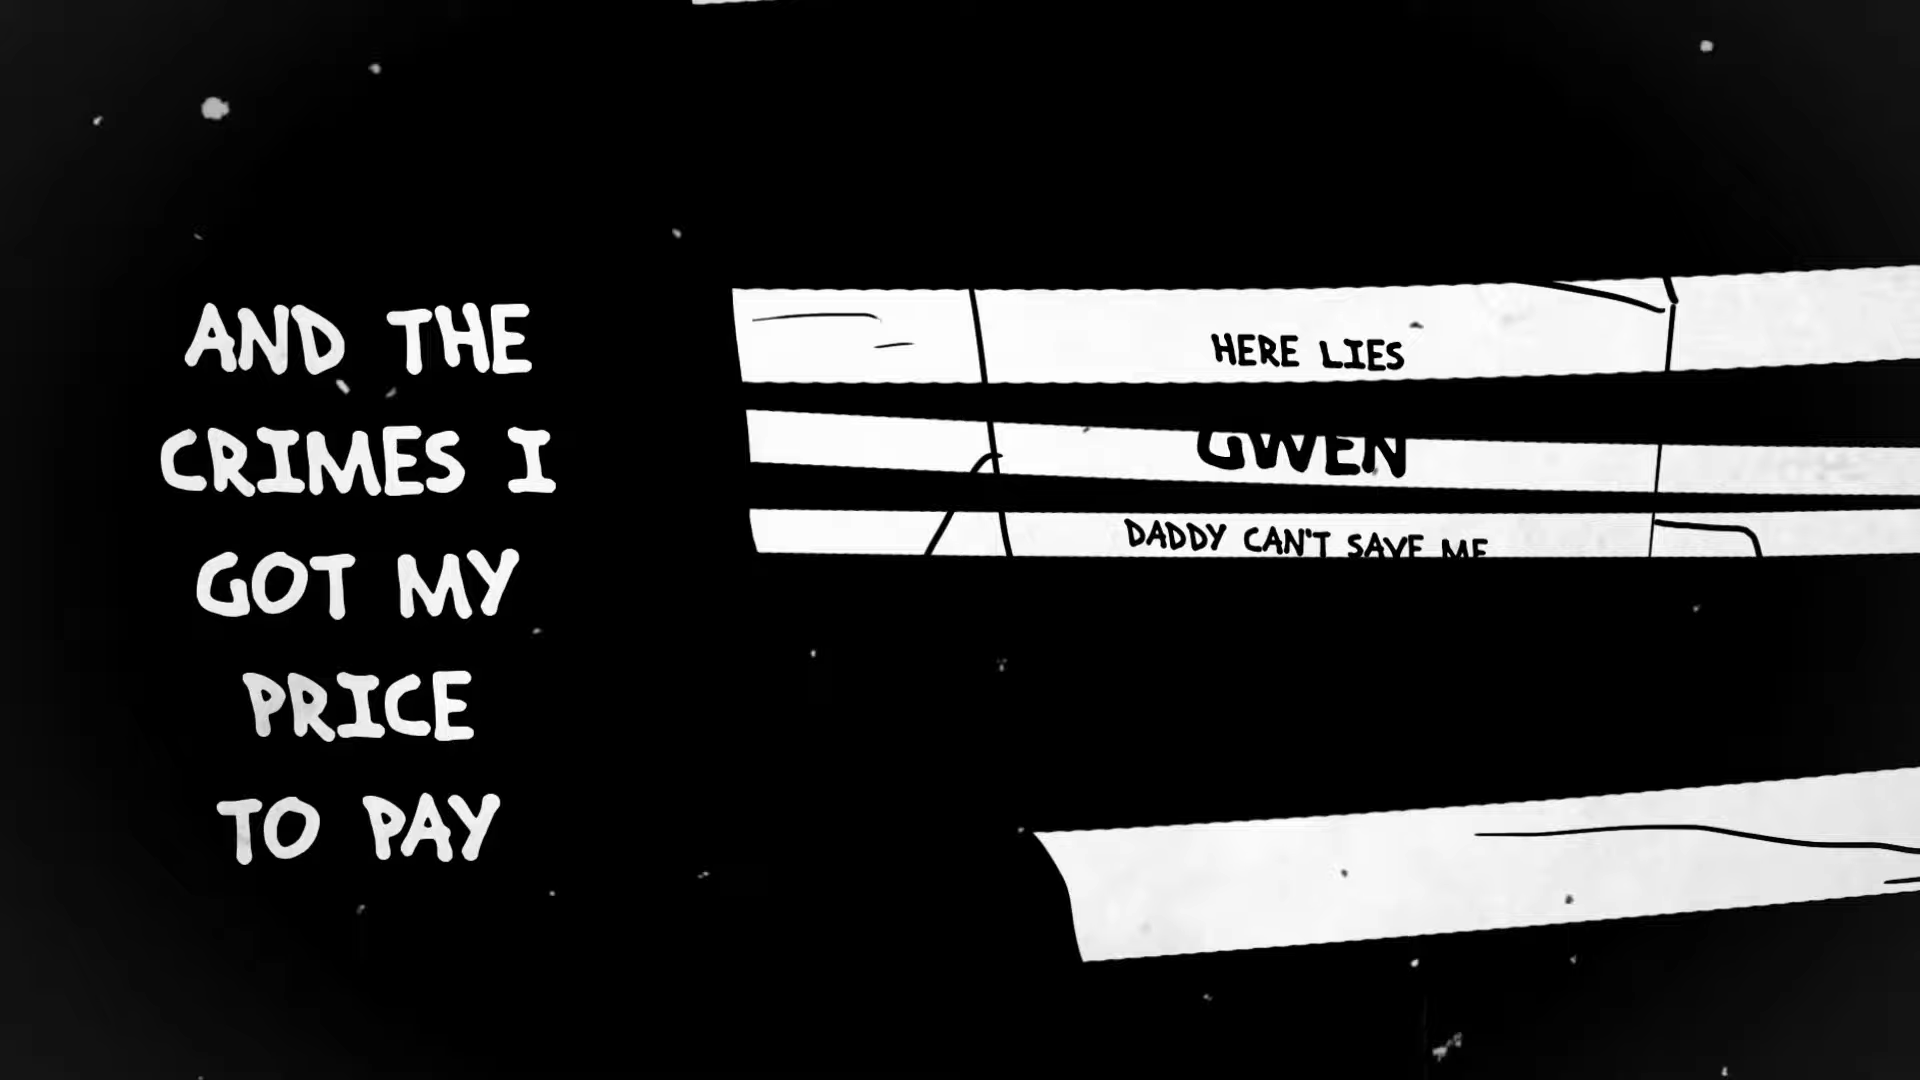 AND THE
CRIMES I
GOT MY
PRICE
TO PAY
HERE LIES
GWEN
DADDY CAN'T SAVE ME